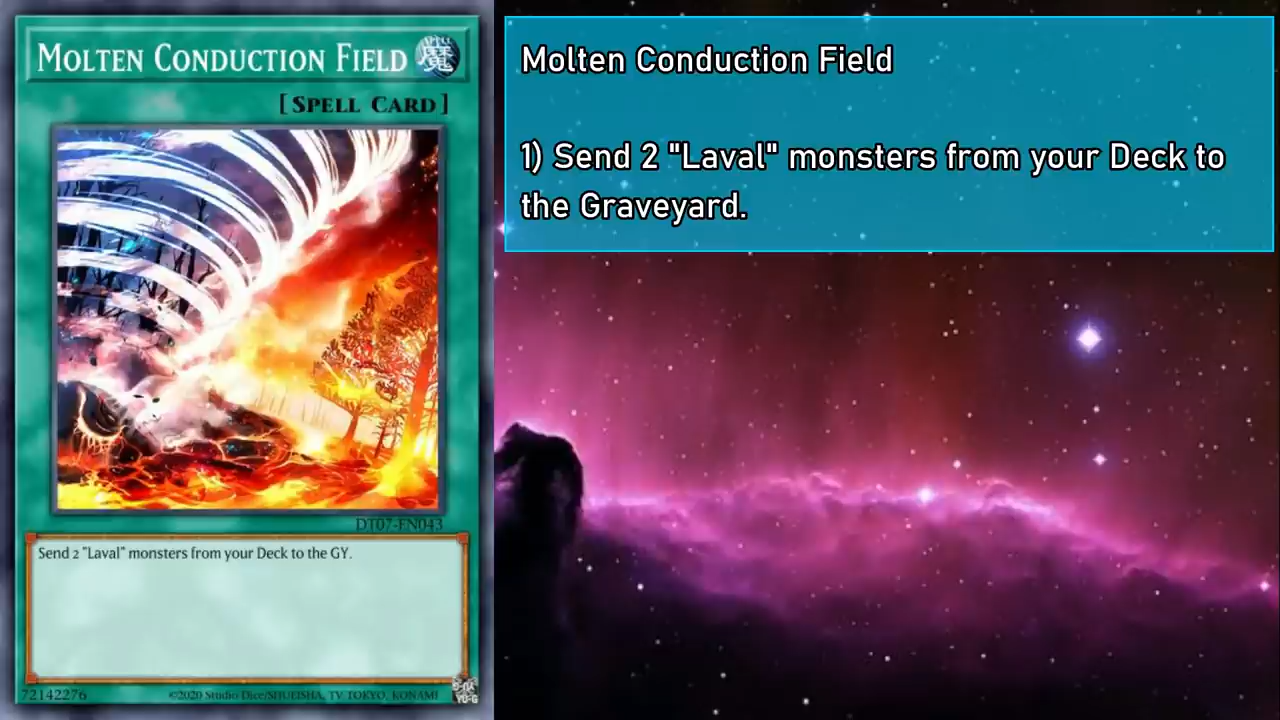 MOLTEN CONDUCTION FIELD 魔
[SPELL CARD]
DT07-EN043
Send 2 "Laval" monsters from your Deck to the GY.
72142276
©2020 Studio Dice/SHUEISHA, TV TOKYO, KONAMI
Molten Conduction Field
1) Send 2 "Laval" monsters from your Deck to
the Graveyard.